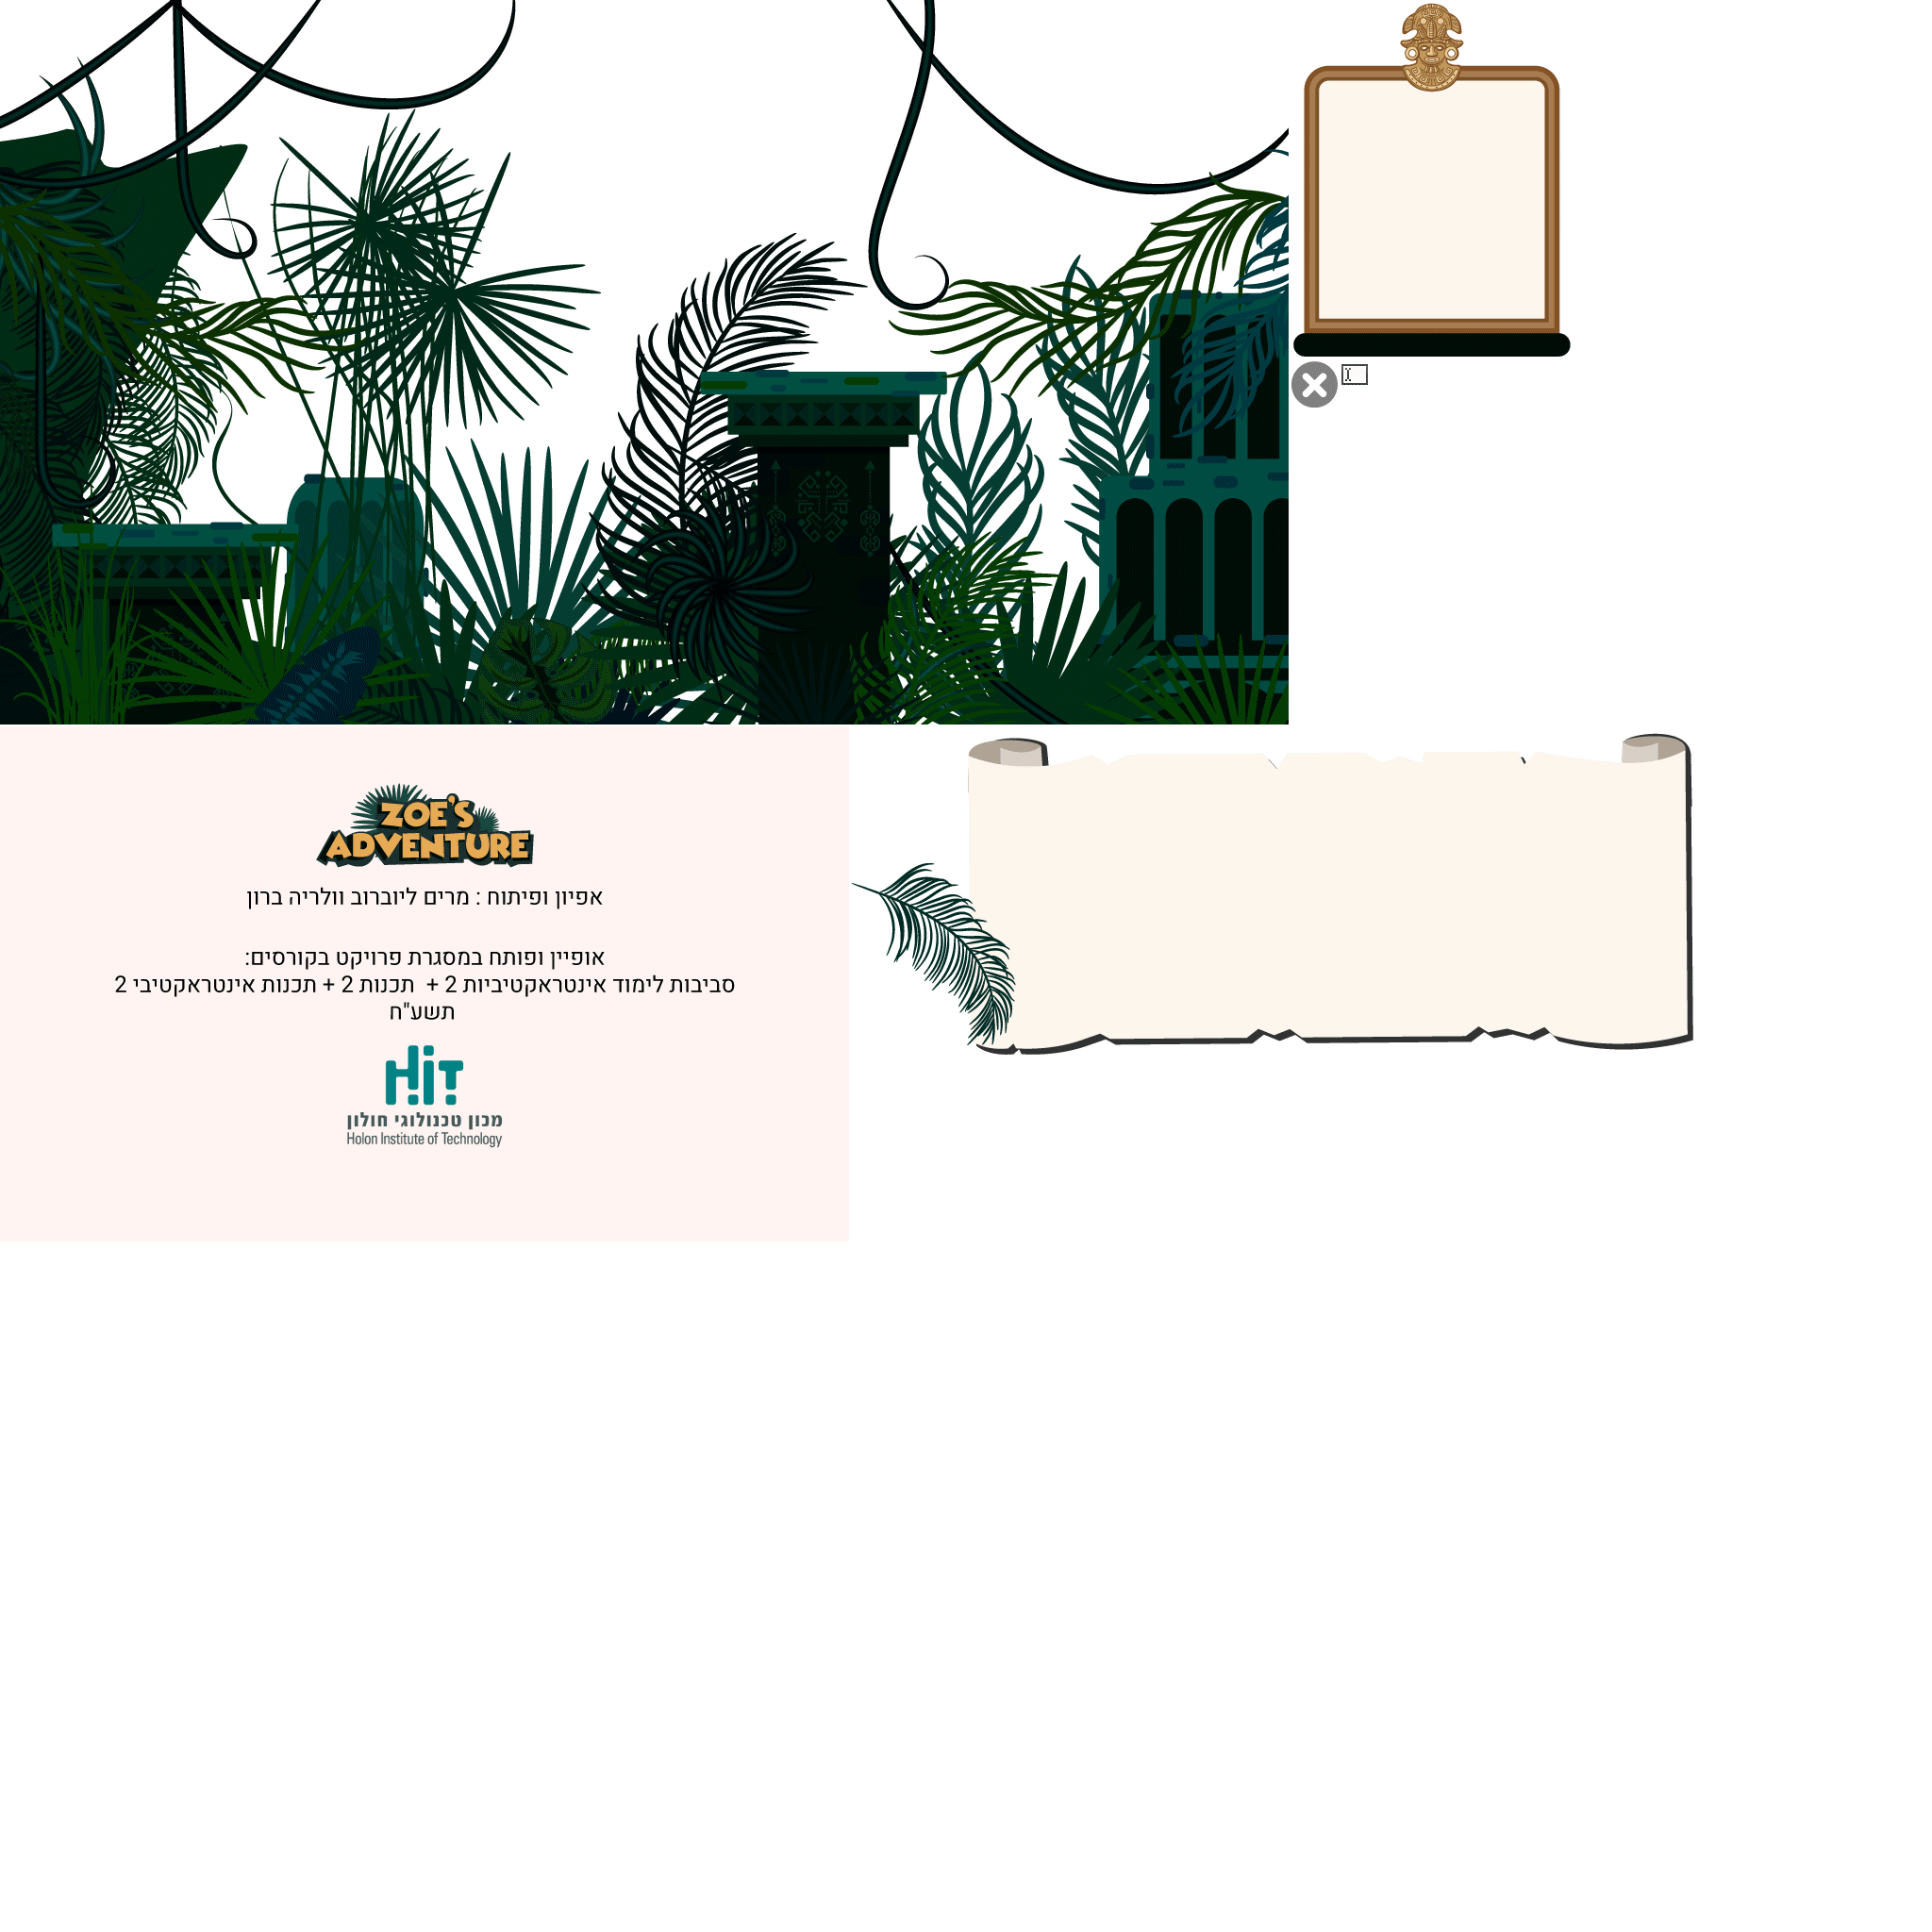 ZOE'S
ADVENTURE
אפיון ופיתוח : מרים ליוברוב וולריה ברון
אופיין ופותח במסגרת פרויקט בקורסים:
סביבות לימוד אינטראקטיביות 2 + תכנות 2 + תכנות אינטראקטיבי 2
תשע"ח
HiT
מכון טכנולוגי חולון
Holon Institute of Technology